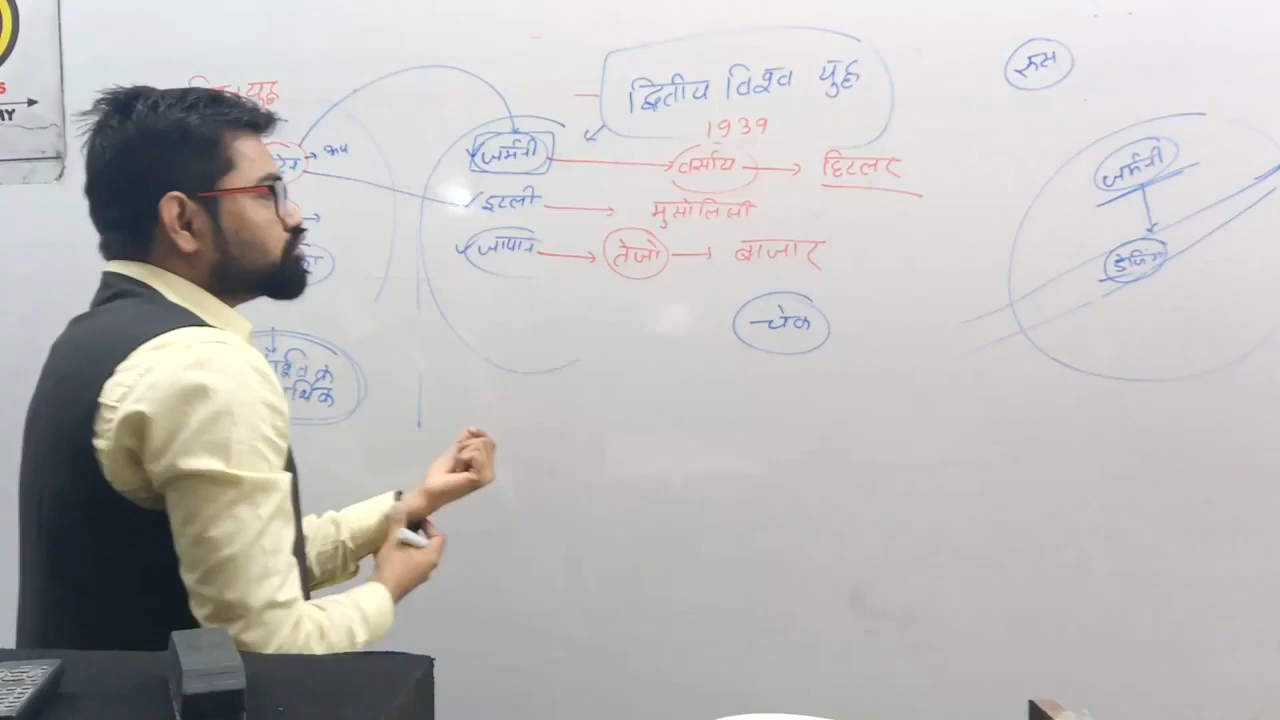 द्वितीय विश्व युद्ध
1939
रूस
जर्मनी → वर्साय → हिटलर
इटली → मुसोलिनी
जापान → तेजो → बाजार
चेक
जर्मनी
डेंजिंग
युद्ध